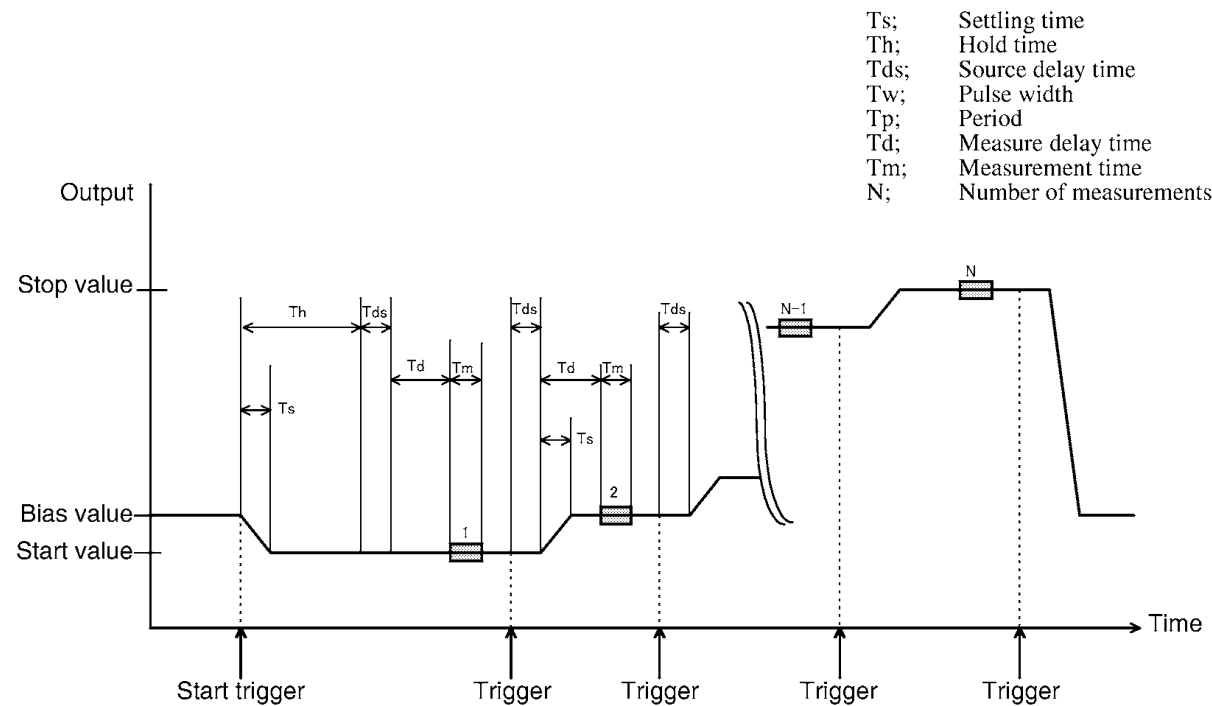 Ts; Settling time
Th; Hold time
Tds; Source delay time
Tw; Pulse width
Tp; Period
Td; Measure delay time
Tm; Measurement time
N; Number of measurements
Output
Stop value
N
N-1
Th Tds Tds Tds
Td Tm Td Tm
Ts
Ts
2
Bias value
1
Start value
Time
Start trigger Trigger Trigger Trigger Trigger